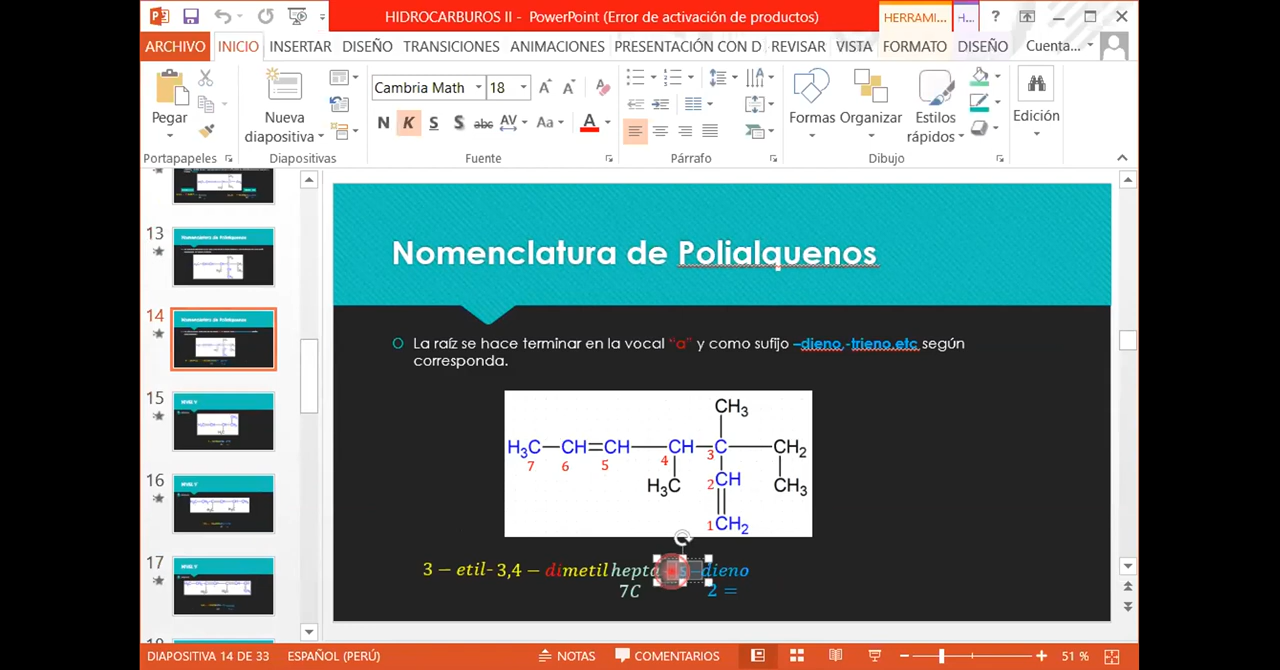 HIDROCARBUROS II - PowerPoint (Error de activación de productos)
HERRAMI... H... ?
ARCHIVO INICIO INSERTAR DISEÑO TRANSICIONES ANIMACIONES PRESENTACIÓN CON D REVISAR VISTA FORMATO DISEÑO Cuenta...
Cambria Math 18
Pegar
Nueva diapositiva
N K S S abc AV Aa A
Formas Organizar Estilos rápidos
Edición
Portapapeles Diapositivas Fuente Párrafo Dibujo
13
14
15
16
17
Nomenclatura de Polialquenos
La raíz se hace terminar en la vocal "a" y como sufijo –dieno,-trieno,etc según
corresponda.
CH3
H3C—CH=CH—CH—C—CH2
7 6 5 4 3
H3C 2 CH CH3
1 CH2
3 − etil- 3,4 − dimetil hepta dieno
7C 2 =
DIAPOSITIVA 14 DE 33 ESPAÑOL (PERÚ) NOTAS COMENTARIOS 51 %